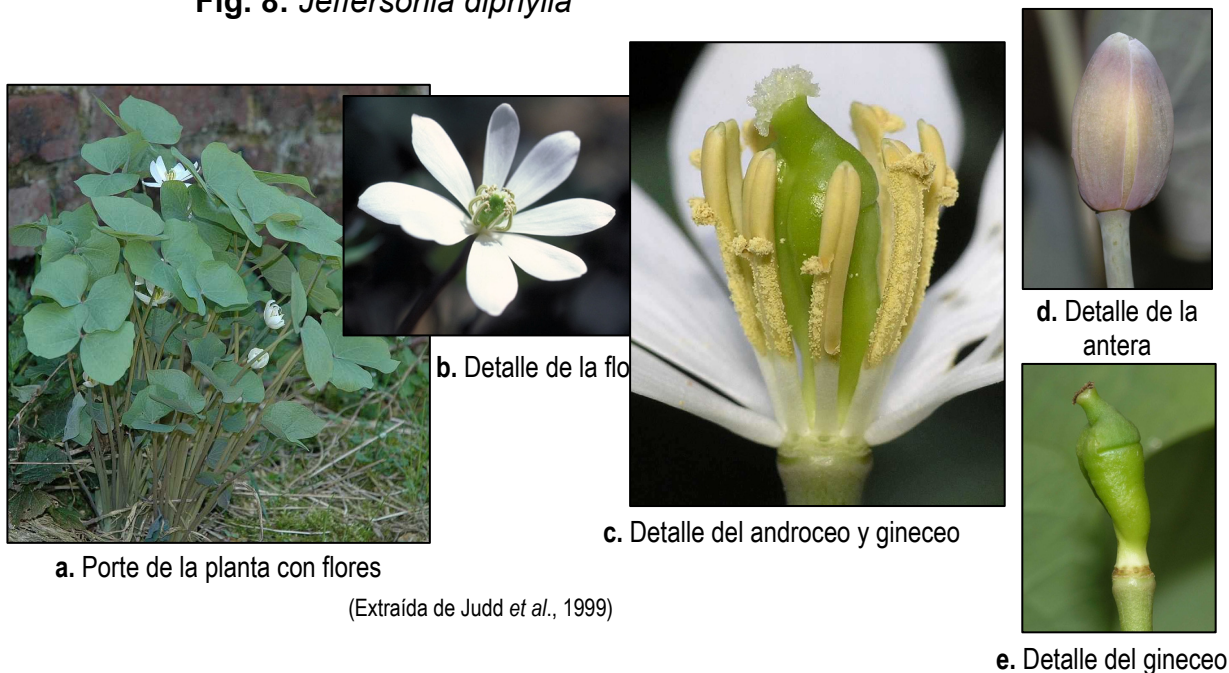 Fig. 8. Jeffersonia diphylla
a. Porte de la planta con flores
b. Detalle de la flo
c. Detalle del androceo y gineceo
d. Detalle de la
antera
e. Detalle del gineceo
(Extraída de Judd et al., 1999)